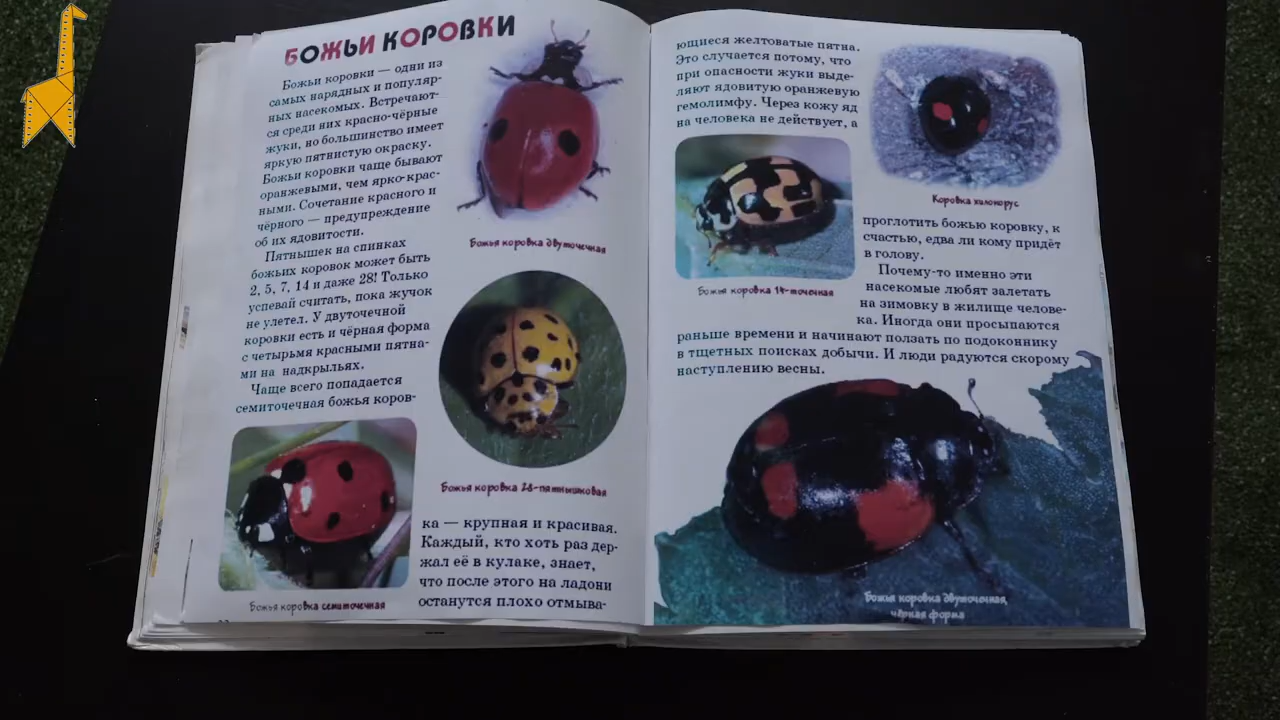 БОЖЬИ КОРОВКИ
Божьи коровки — одни из
самых нарядных и популяр-
ных насекомых. Встречают-
ся среди них красно-чёрные
жуки, но большинство имеет
яркую пятнистую окраску.
Божьи коровки чаще бывают
оранжевыми, чем ярко-крас-
ными. Сочетание красного и
чёрного — предупреждение
об их ядовитости.
Пятнышек на спинках
божьих коровок может быть
2, 5, 7, 14 и даже 28! Только
успевай считать, пока жучок
не улетел. У двуточечной
коровки есть и чёрная форма
с четырьмя красными пятна-
ми на надкрыльях.
Чаще всего попадается
семиточечная божья коров-
Божья коровка семиточечная
Божья коровка двуточечная
Божья коровка 28-пятнышковая
ка — крупная и красивая.
Каждый, кто хоть раз дер-
жал её в кулаке, знает,
что после этого на ладони
останутся плохо отмыва-
ющиеся желтоватые пятна.
Это случается потому, что
при опасности жуки выде-
ляют ядовитую оранжевую
гемолимфу. Через кожу яд
на человека не действует, а
Божья коровка 14-точечная
Коровка хилокорус
проглотить божью коровку, к
счастью, едва ли кому придёт
в голову.
Почему-то именно эти
насекомые любят залетать
на зимовку в жилище челове-
ка. Иногда они просыпаются
раньше времени и начинают ползать по подоконнику
в тщетных поисках добычи. И люди радуются скорому
наступлению весны.
Божья коровка двуточечная,
чёрная форма